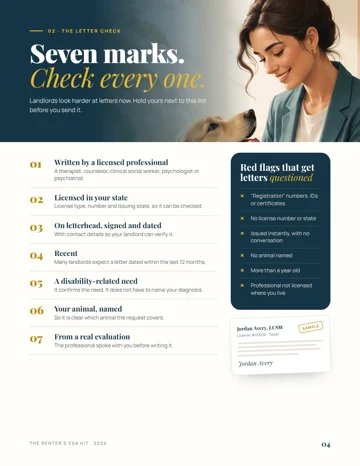 02 · THE LETTER CHECK
Seven marks.
Check every one.
Landlords look harder at letters now. Hold yours next to this list
before you send it.
01 Written by a licensed professional
A therapist, counselor, clinical social worker, psychologist or
psychiatrist.
02 Licensed in your state
License type, number and issuing state, so it can be checked.
03 On letterhead, signed and dated
With contact details so your landlord can verify it.
04 Recent
Many landlords expect a letter dated within the last 12 months.
05 A disability-related need
It confirms the need. It does not have to name your diagnosis.
06 Your animal, named
So it is clear which animal the request covers.
07 From a real evaluation
The professional spoke with you before writing it.
Red flags that get
letters questioned
× "Registration" numbers, IDs
or certificates
× No license number or state
× Issued instantly, with no
conversation
× No animal named
× More than a year old
× Professional not licensed
where you live
Jordan Avery, LCSW
License #00000 · Texas
SAMPLE
Jordan Avery
THE RENTER'S ESA KIT · 2026
04